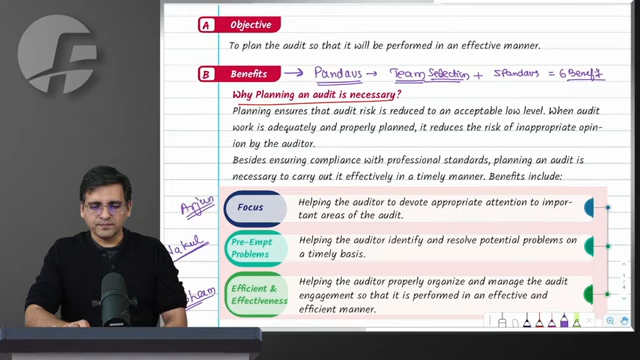 A Objective
To plan the audit so that it will be performed in an effective manner.
B Benefits → Pandavs → Team Selection + 5 Pandavs = 6 Benefit
Why Planning an audit is necessary?
Planning ensures that audit risk is reduced to an acceptable low level. When audit
work is adequately and properly planned, it reduces the risk of inappropriate opin-
ion by the auditor.
Besides ensuring compliance with professional standards, planning an audit is
necessary to carry out it effectively in a timely manner. Benefits include:
Arjun
Focus
Helping the auditor to devote appropriate attention to impor-
tant areas of the audit.
Nakul
Pre-Empt
Problems
Helping the auditor identify and resolve potential problems on
a timely basis.
Efficient &
Effectiveness
Helping the auditor properly organize and manage the audit
engagement so that it is performed in an effective and
efficient manner.